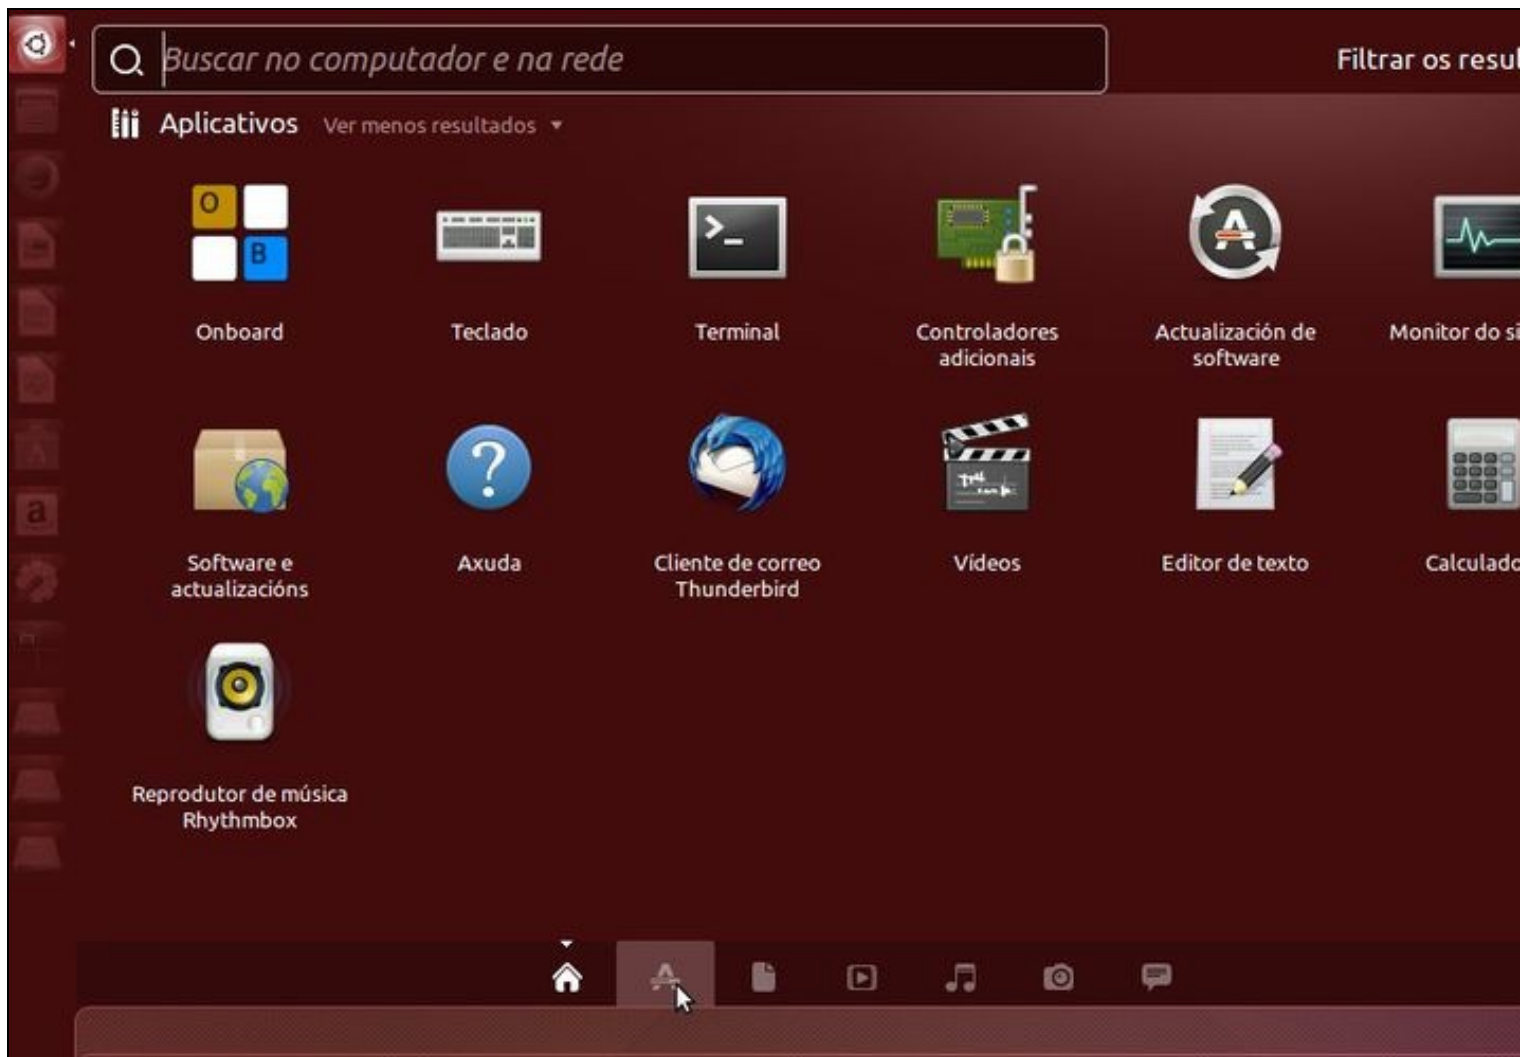 Buscar no computador e na rede
Filtrar os resul
Aplicativos Ver menos resultados
O
B
Onboard
Teclado
Terminal
Controladores
adicionais
Actualización de
software
Monitor do si
Software e
actualizacións
Axuda
Cliente de correo
Thunderbird
Vídeos
Editor de texto
Calculado
Reprodutor de música
Rhythmbox